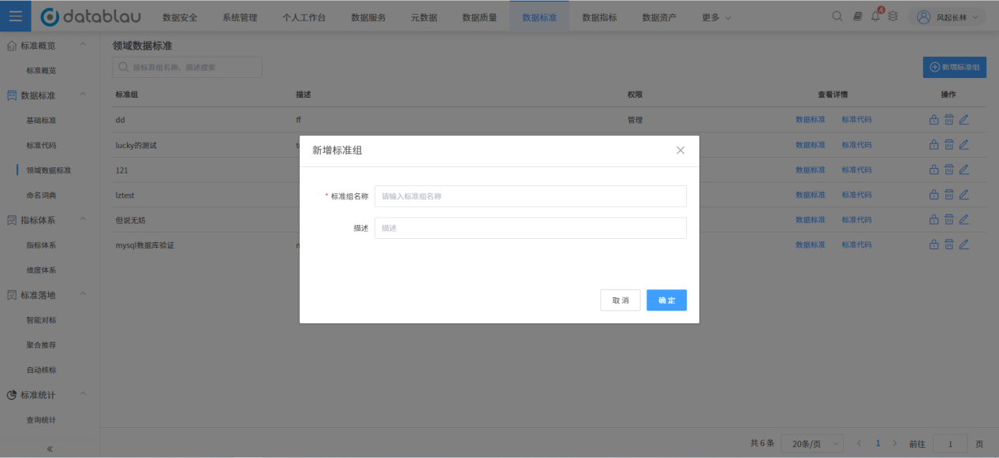 datablau 数据安全 系统管理 个人工作台 数据服务 元数据 数据质量 数据标准 数据指标 数据资产 更多 4 风起长林
标准概览
标准概览
数据标准
基础标准
标准代码
领域数据标准
命名词典
指标体系
指标体系
维度体系
标准落地
智能对标
聚合推荐
自动核标
标准统计
查询统计
«
领域数据标准
按标准组名称、描述搜索 新增标准组
标准组 描述 权限 查看详情 操作
dd ff 管理 数据标准 标准代码
lucky的测试 数据标准 标准代码
121 数据标准 标准代码
lztest 数据标准 标准代码
但说无妨 数据标准 标准代码
mysql数据库验证 数据标准 标准代码
新增标准组
* 标准组名称 请输入标准组名称
描述 描述
取消 确定
共 6 条 20条/页 1 前往 1 页